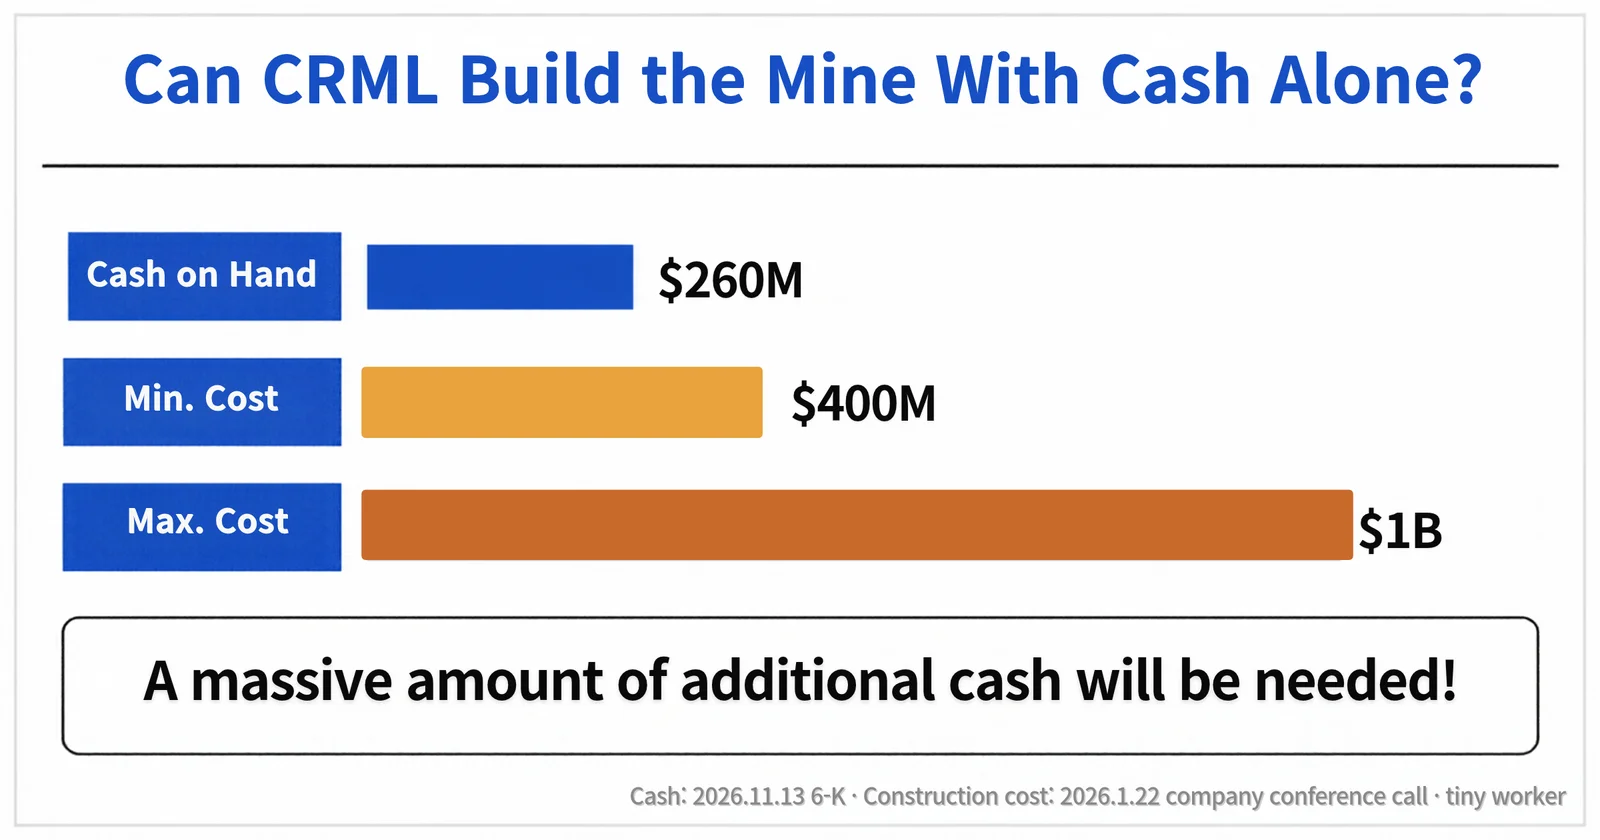 Can CRML Build the Mine With Cash Alone?
Cash on Hand
$260M
Min. Cost
$400M
Max. Cost
$1B
A massive amount of additional cash will be needed!
Cash: 2026.11.13 6-K · Construction cost: 2026.1.22 company conference call · tiny worker